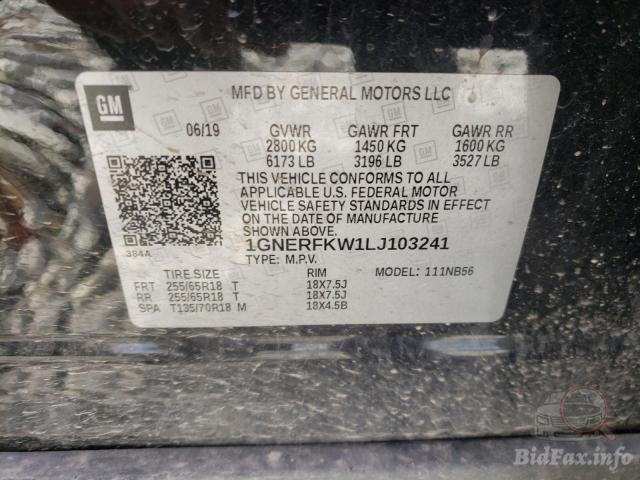 GM
MFD BY GENERAL MOTORS LLC
06/19 GVWR GAWR FRT GAWR RR
2800 KG 1450 KG 1600 KG
6173 LB 3196 LB 3527 LB
THIS VEHICLE CONFORMS TO ALL
APPLICABLE U.S. FEDERAL MOTOR
VEHICLE SAFETY STANDARDS IN EFFECT
ON THE DATE OF MANUFACTURE
SHOWN ABOVE.
384A
1GNERFKW1LJ103241
TYPE: M.P.V. MODEL: 111NB56
TIRE SIZE RIM
FRT 255/65R18 T 18X7.5J
RR 255/65R18 T 18X7.5J
SPA T135/70R18 M 18X4.5B
BidFax.info